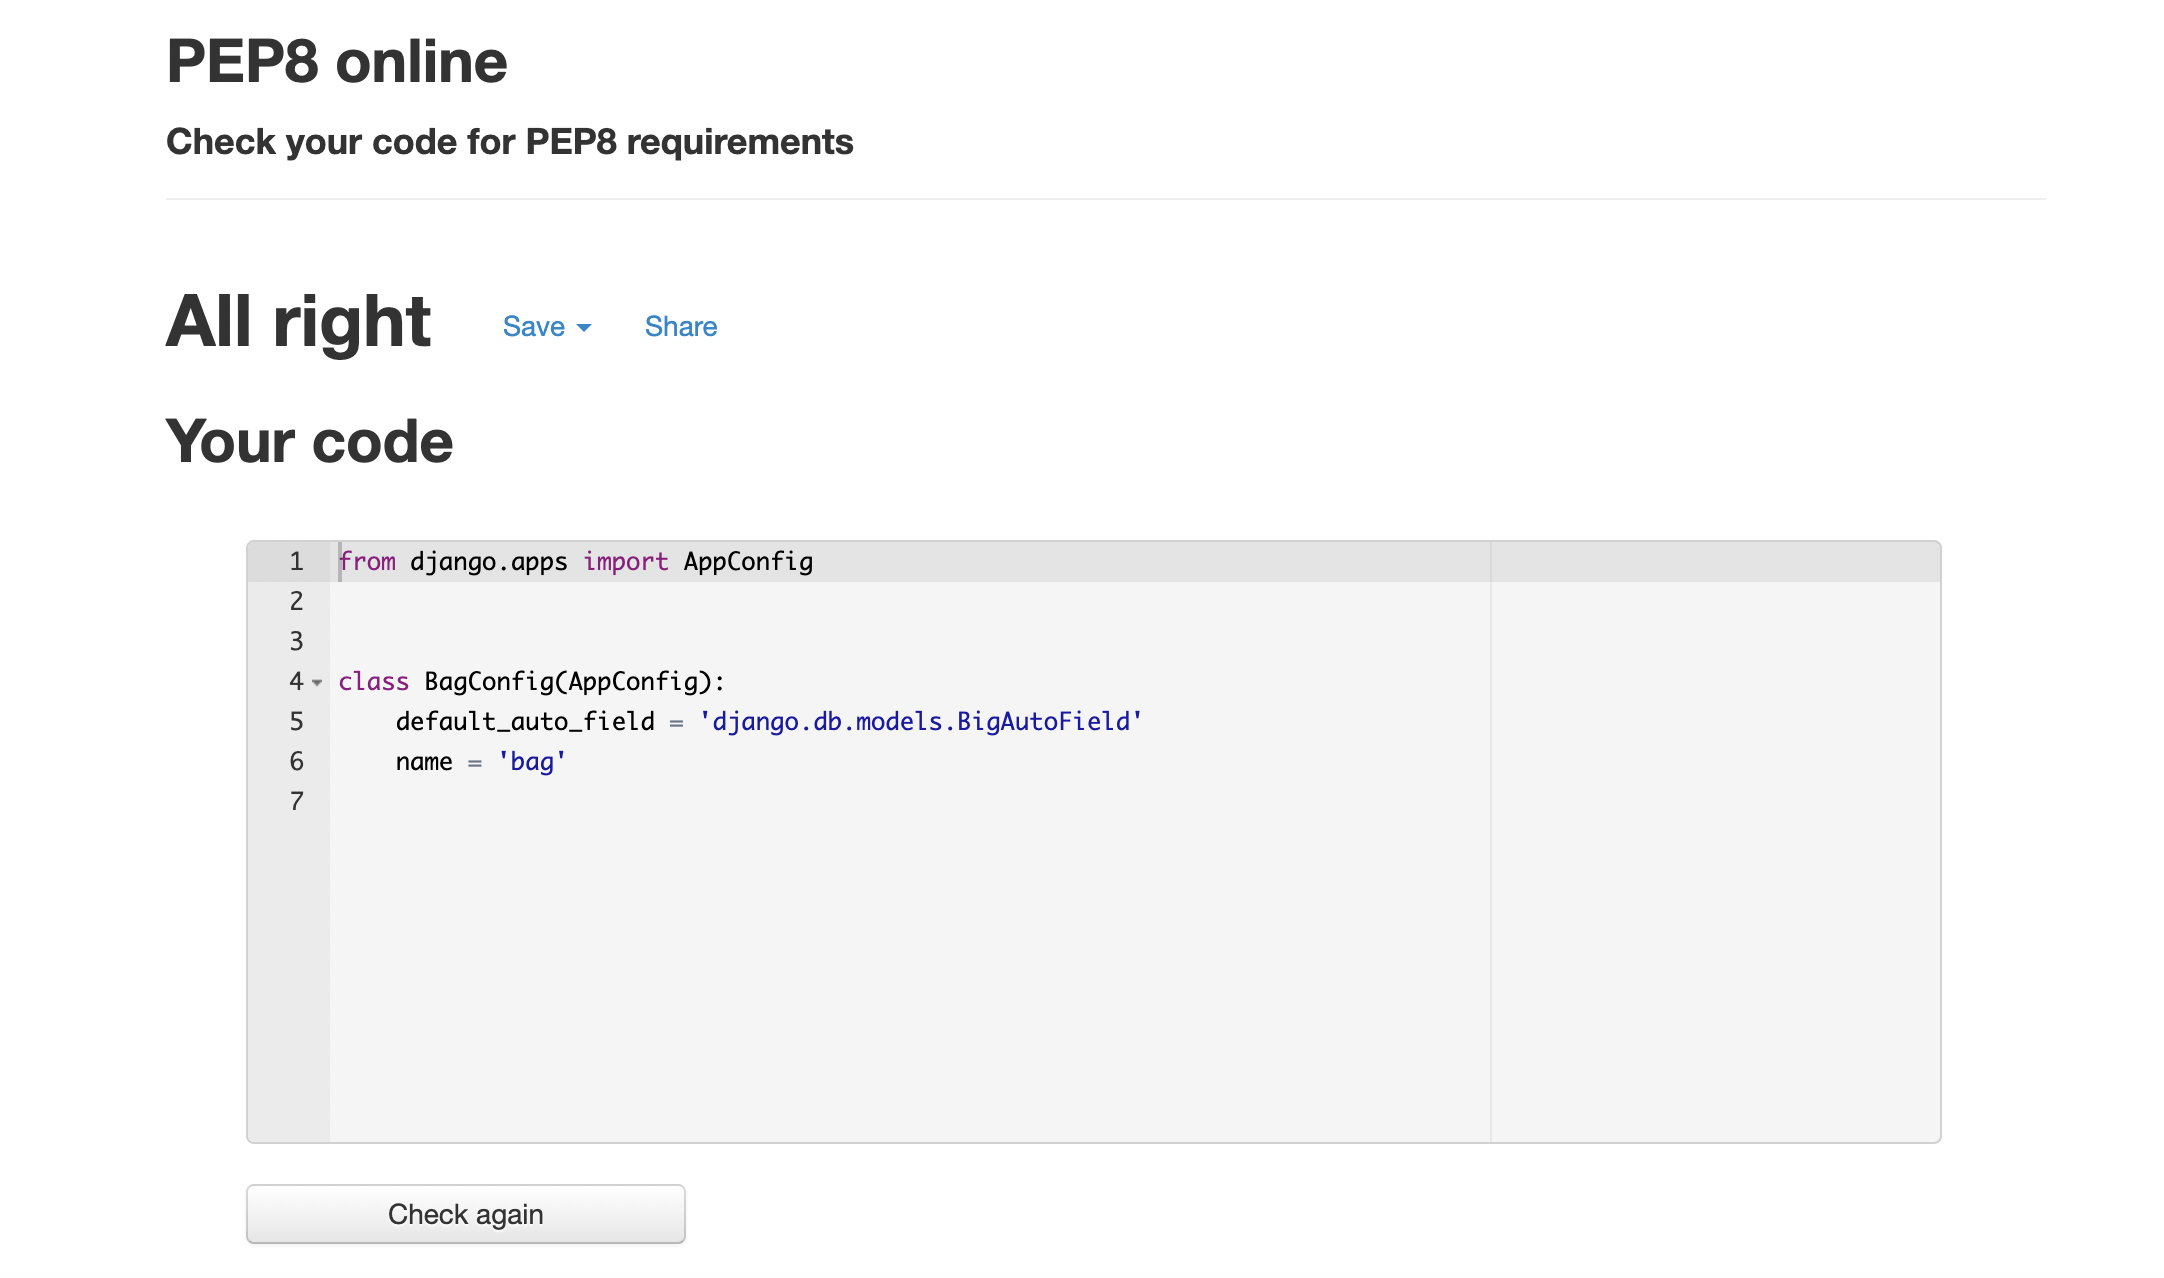 PEP8 online
Check your code for PEP8 requirements
All right Save Share
Your code
1 from django.apps import AppConfig
2
3
4 class BagConfig(AppConfig):
5     default_auto_field = 'django.db.models.BigAutoField'
6     name = 'bag'
7
Check again